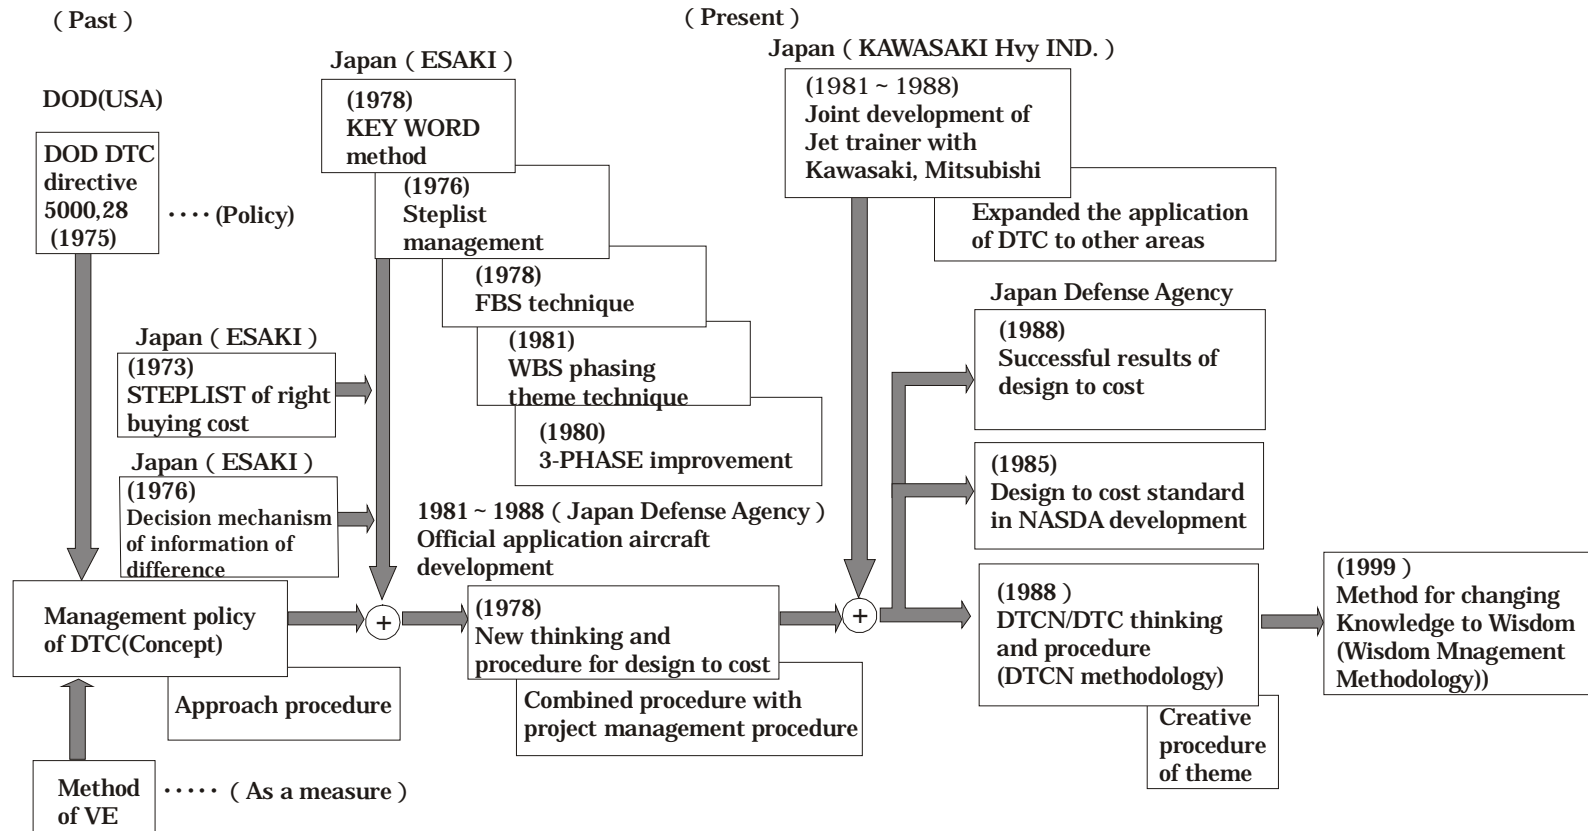 ( Past )
( Present )
DOD(USA)
DOD DTC
directive
5000,28
(1975)
···· (Policy)
Japan ( ESAKI )
(1978)
KEY WORD
method
(1976)
Steplist
management
(1978)
FBS technique
(1981)
WBS phasing
theme technique
(1980)
3-PHASE improvement
Japan ( ESAKI )
(1973)
STEPLIST of right
buying cost
Japan ( ESAKI )
(1976)
Decision mechanism
of information of
difference
Management policy
of DTC(Concept)
Approach procedure
Method
of VE
····· ( As a measure )
+
1981 ~ 1988 ( Japan Defense Agency )
Official application aircraft
development
(1978)
New thinking and
procedure for design to cost
Combined procedure with
project management procedure
Japan ( KAWASAKI Hvy IND. )
(1981 ~ 1988)
Joint development of
Jet trainer with
Kawasaki, Mitsubishi
Expanded the application
of DTC to other areas
+
Japan Defense Agency
(1988)
Successful results of
design to cost
(1985)
Design to cost standard
in NASDA development
(1988 )
DTCN/DTC thinking
and procedure
(DTCN methodology)
Creative
procedure
of theme
(1999 )
Method for changing
Knowledge to Wisdom
(Wisdom Mnagement
Methodology))